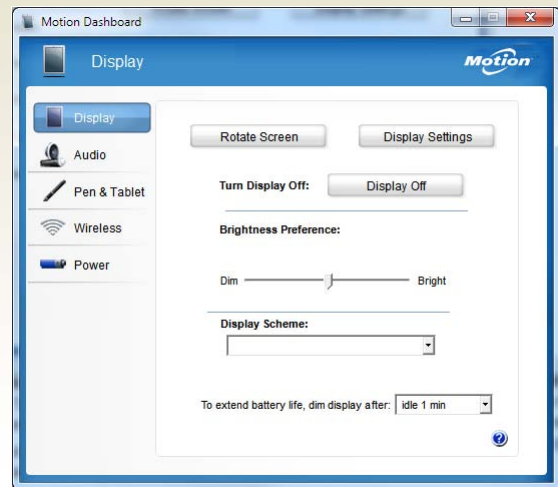 Motion Dashboard
Display
Motion
Display
Audio
Pen & Tablet
Wireless
Power
Rotate Screen
Display Settings
Turn Display Off:
Display Off
Brightness Preference:
Dim
Bright
Display Scheme:
To extend battery life, dim display after:
idle 1 min
?